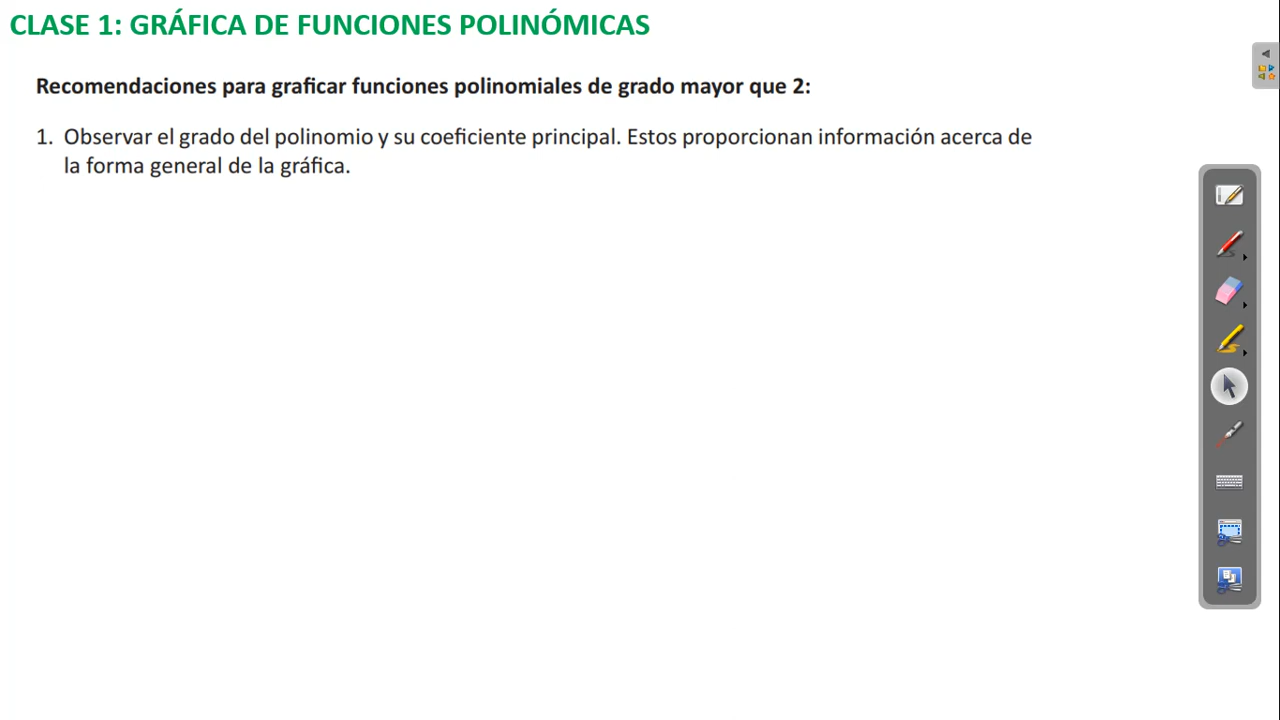 CLASE 1: GRÁFICA DE FUNCIONES POLINÓMICAS
Recomendaciones para graficar funciones polinomiales de grado mayor que 2:
1. Observar el grado del polinomio y su coeficiente principal. Estos proporcionan información acerca de
la forma general de la gráfica.